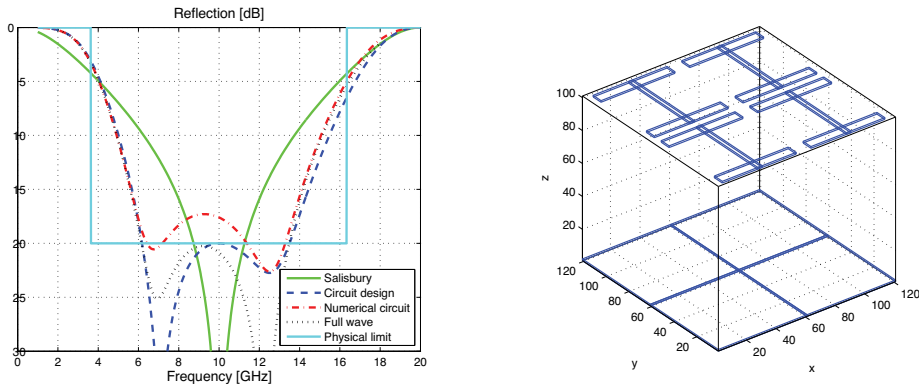 Reflection [dB]
0
5
10
15
20
25
30
0 2 4 6 8 10 12 14 16 18 20
Frequency [GHz]
Salisbury
Circuit design
Numerical circuit
Full wave
Physical limit
100
80
60
40
20
z
120
100
80
60
40
20
y
20
40
60
80
100
120
x